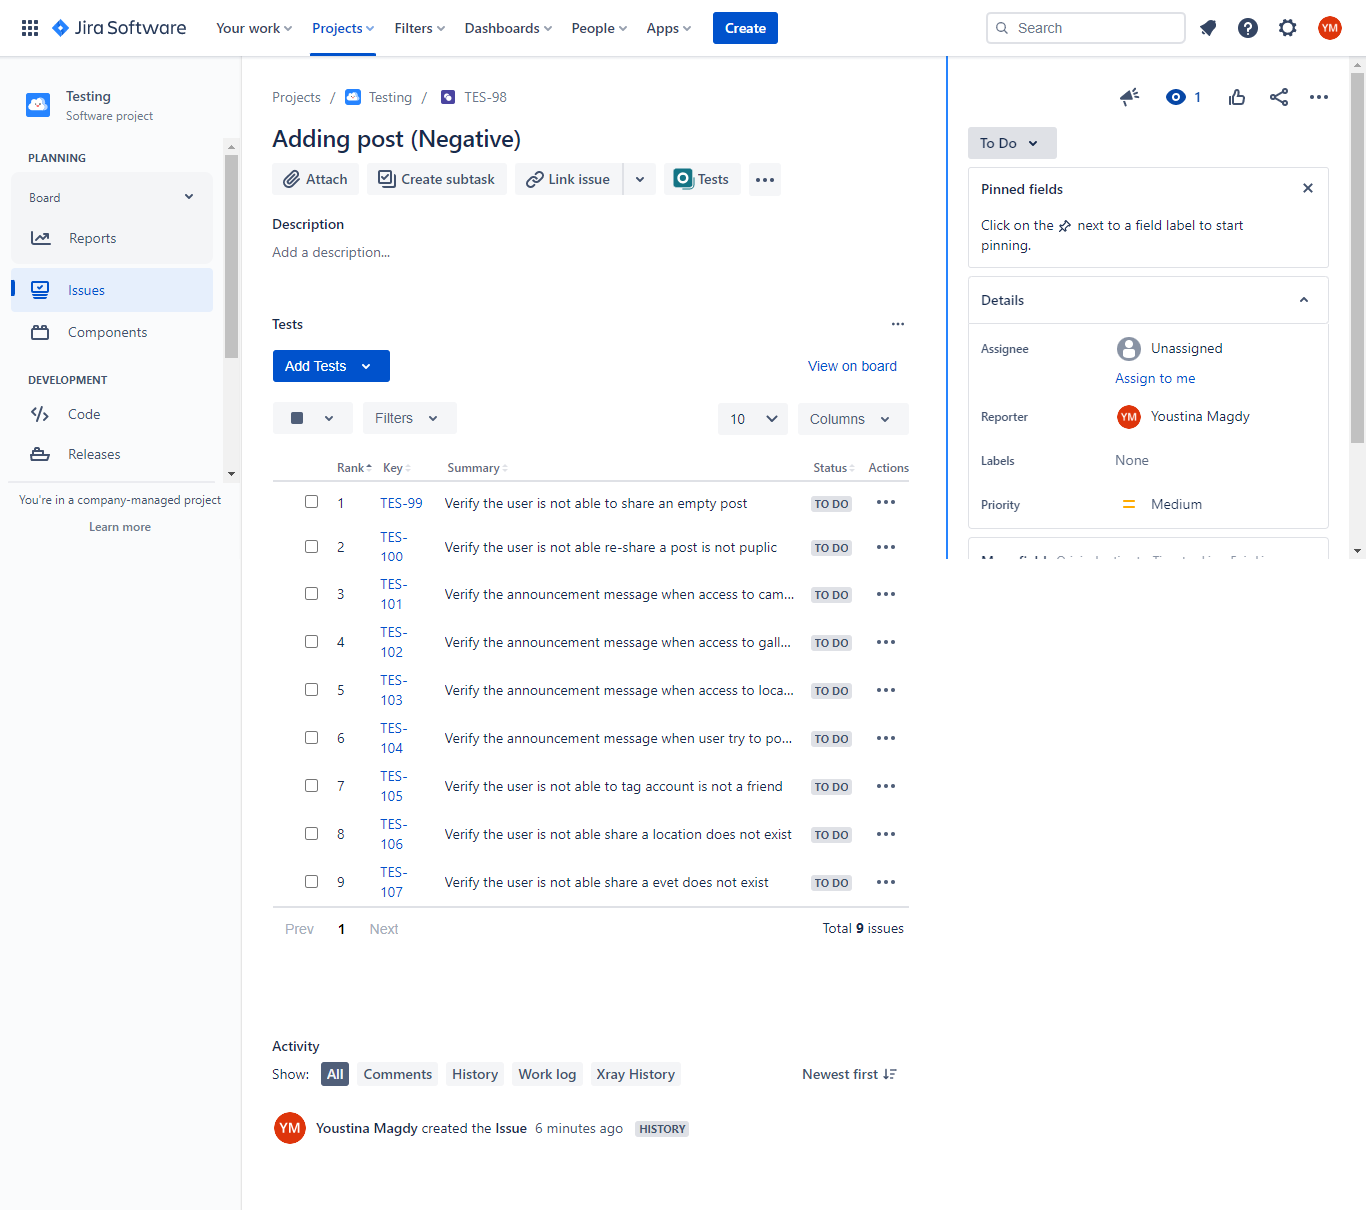 Jira Software Your work Projects Filters Dashboards People Apps Create Search YM
Testing
Software project
PLANNING
Board
Reports
Issues
Components
DEVELOPMENT
Code
Releases
You're in a company-managed project
Learn more
Projects / Testing / TES-98
Adding post (Negative)
Attach Create subtask Link issue Tests
Description
Add a description...
Tests
Add Tests View on board
Filters 10 Columns
Rank Key Summary Status Actions
1 TES-99 Verify the user is not able to share an empty post TO DO
2 TES-100 Verify the user is not able re-share a post is not puplic TO DO
3 TES-101 Verify the announcement message when access to cam... TO DO
4 TES-102 Verify the announcement message when access to gall... TO DO
5 TES-103 Verify the announcement message when access to loca... TO DO
6 TES-104 Verify the announcement message when user try to po... TO DO
7 TES-105 Verify the user is not able to tag account is not a friend TO DO
8 TES-106 Verify the user is not able share a location does not exist TO DO
9 TES-107 Verify the user is not able share a evet does not exist TO DO
Prev 1 Next Total 9 issues
Activity
Show: All Comments History Work log Xray History Newest first
YM Youstina Magdy created the Issue 6 minutes ago HISTORY
1
To Do
Pinned fields
Click on the next to a field label to start
pinning.
Details
Assignee Unassigned
Assign to me
Reporter YM Youstina Magdy
Labels None
Priority Medium